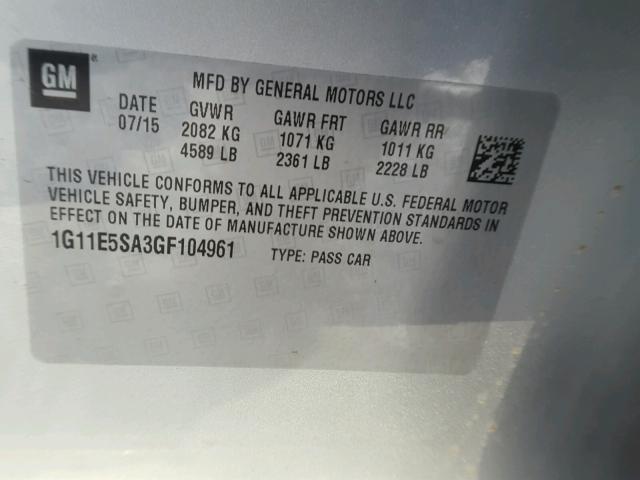 GM
MFD BY GENERAL MOTORS LLC
DATE GVWR GAWR FRT GAWR RR
07/15 2082 KG 1071 KG 1011 KG
4589 LB 2361 LB 2228 LB
THIS VEHICLE CONFORMS TO ALL APPLICABLE U.S. FEDERAL MOTOR
VEHICLE SAFETY, BUMPER, AND THEFT PREVENTION STANDARDS IN
EFFECT ON THE DATE OF MANUFACTURE SHOWN ABOVE.
1G11E5SA3GF104961 TYPE: PASS CAR